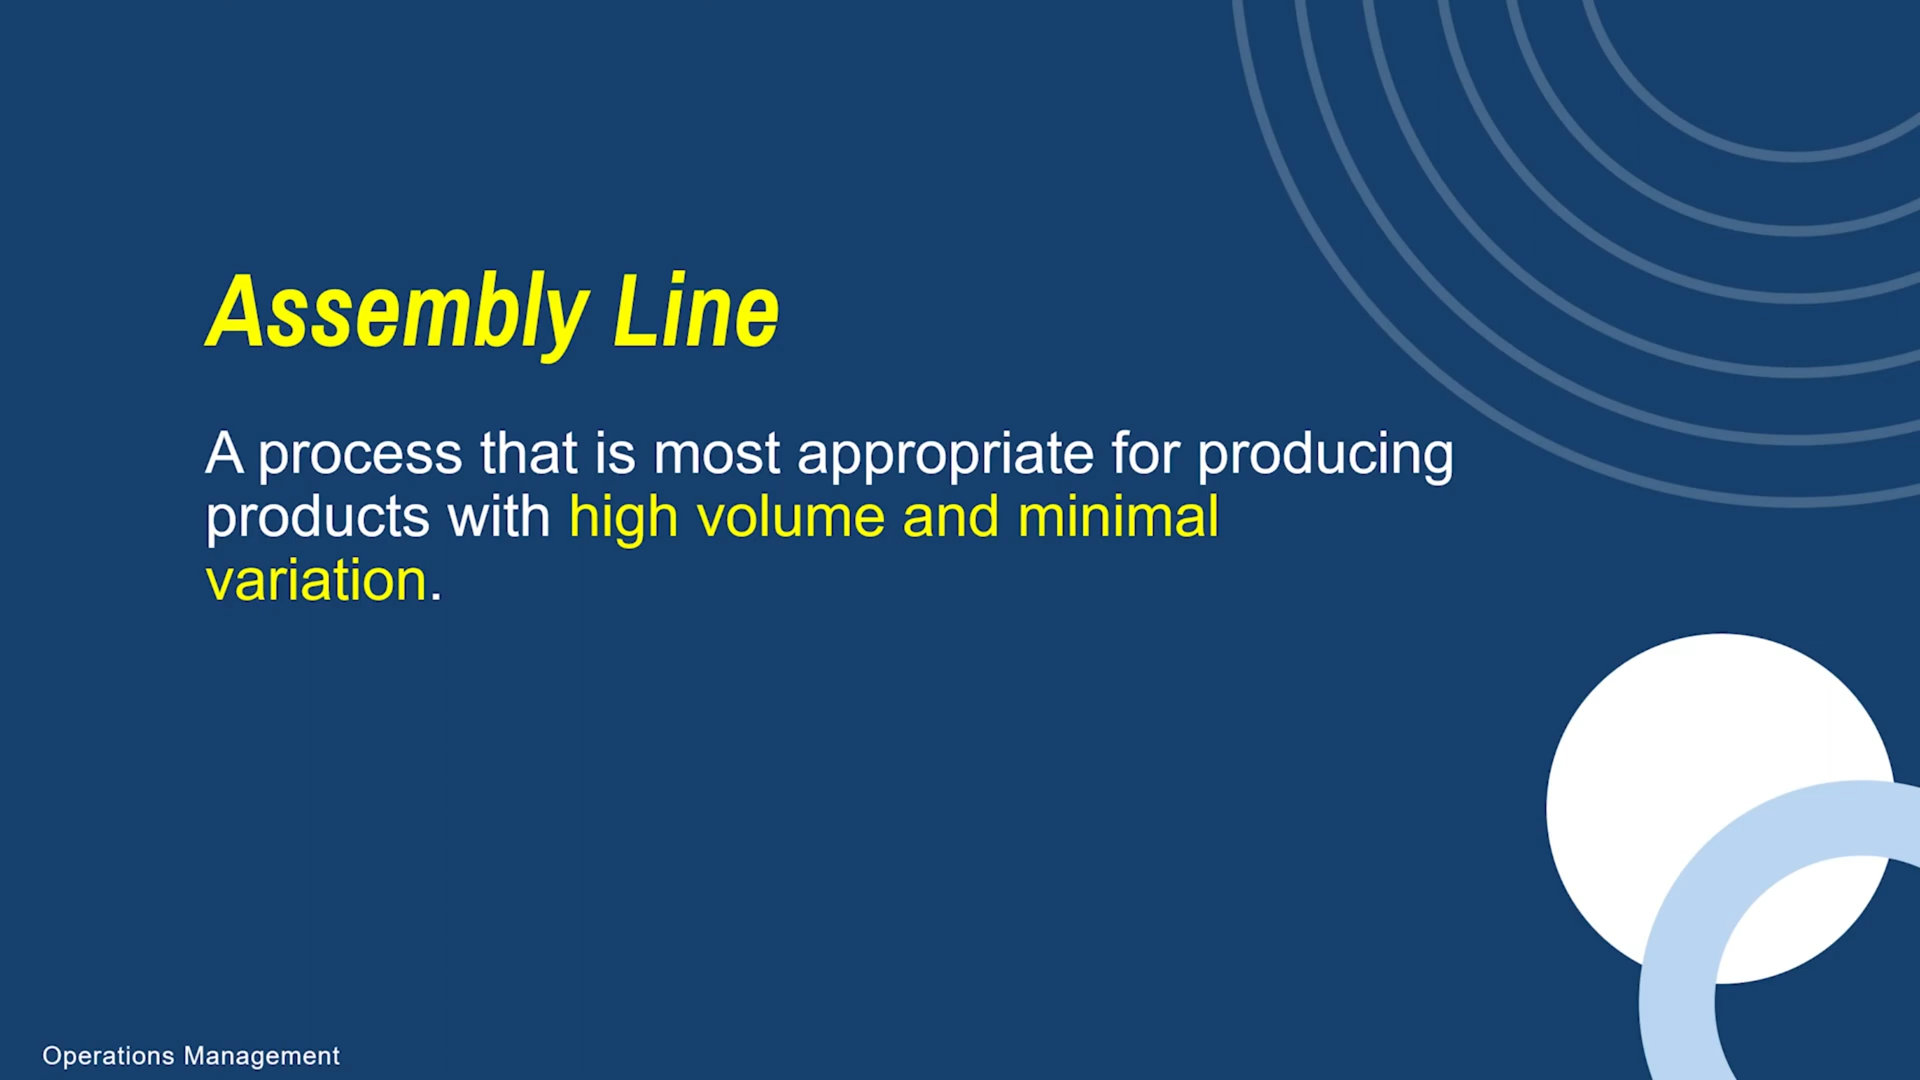 Assembly Line
A process that is most appropriate for producing
products with high volume and minimal
variation.
Operations Management